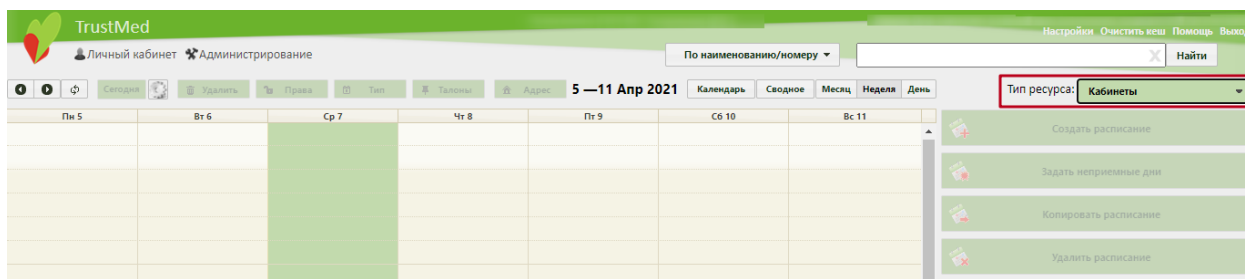 TrustMed
Настройки Очистить кеш Помощь Выход
Личный кабинет Администрирование По наименованию/номеру Найти
Сегодня Удалить Права Тип Талоны Адрес 5 —11 Апр 2021 Календарь Сводное Месяц Неделя День Тип ресурса: Кабинеты
Пн 5 Вт 6 Ср 7 Чт 8 Пт 9 Сб 10 Вс 11
Создать расписание
Задать неприемные дни
Копировать расписание
Удалить расписание